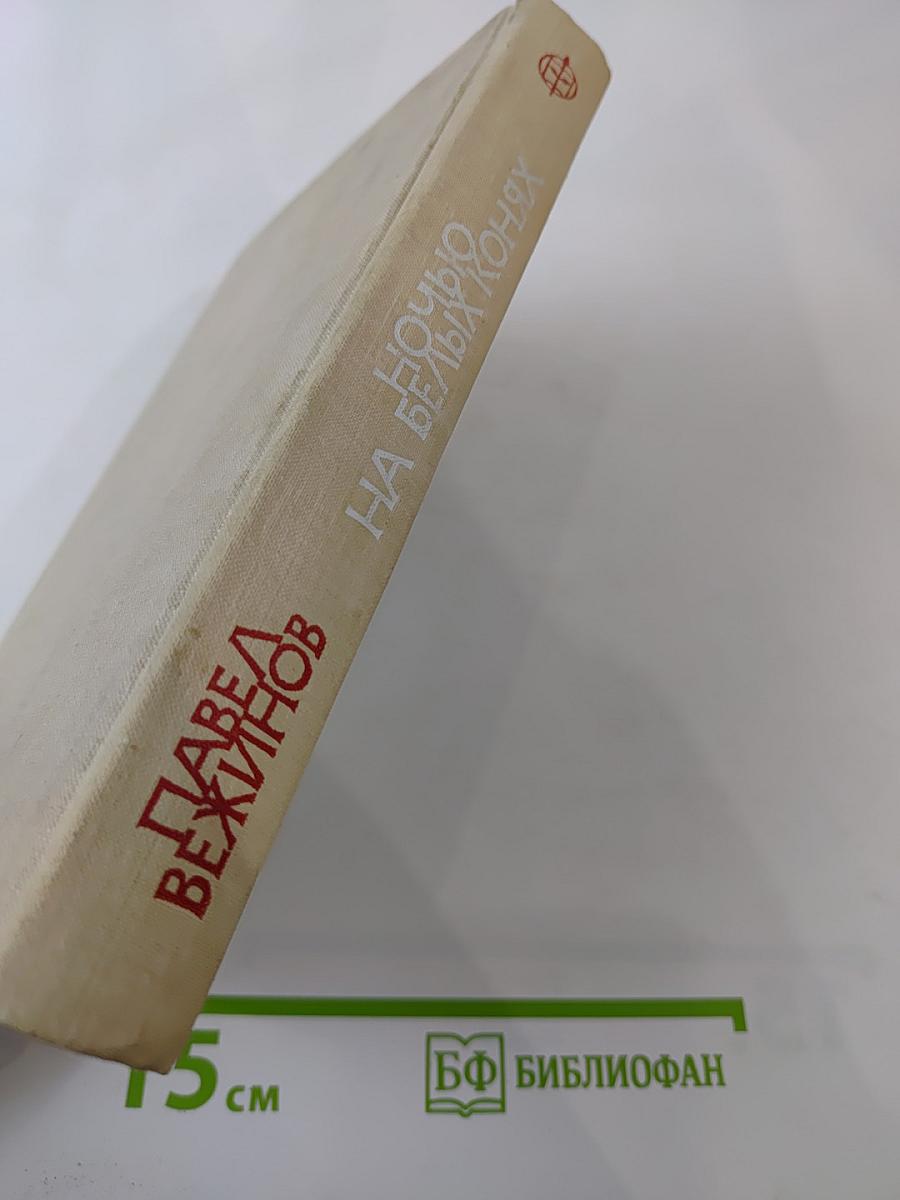 ПАВЕЛ
ВЕЖИНОВ
НОЧЬЮ
НА БЕЛЫХ КОНЯХ
15 см
БФ БИБЛИОФАН